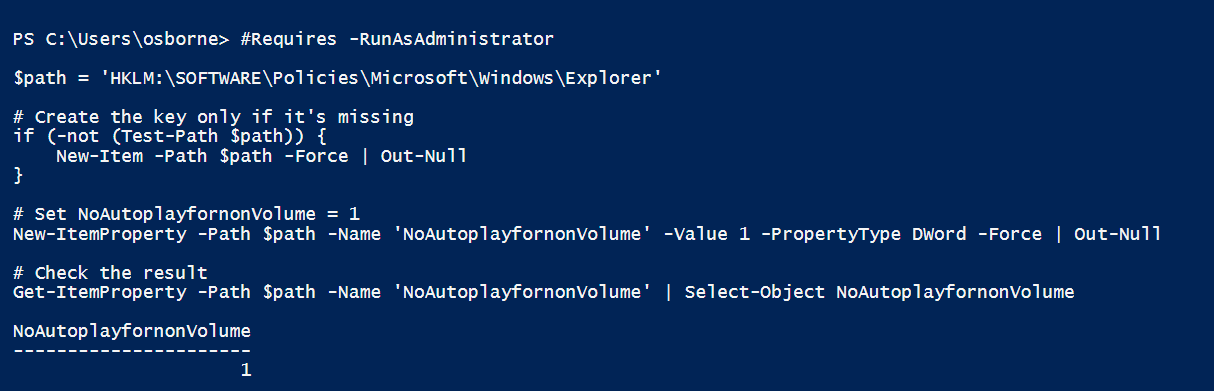 PS C:\Users\osborne> #Requires -RunAsAdministrator
$path = 'HKLM:\SOFTWARE\Policies\Microsoft\Windows\Explorer'
# Create the key only if it's missing
if (-not (Test-Path $path)) {
    New-Item -Path $path -Force | Out-Null
}
# Set NoAutoplayfornonVolume = 1
New-ItemProperty -Path $path -Name 'NoAutoplayfornonVolume' -Value 1 -PropertyType DWord -Force | Out-Null
# Check the result
Get-ItemProperty -Path $path -Name 'NoAutoplayfornonVolume' | Select-Object NoAutoplayfornonVolume
NoAutoplayfornonVolume
----------------------
                     1